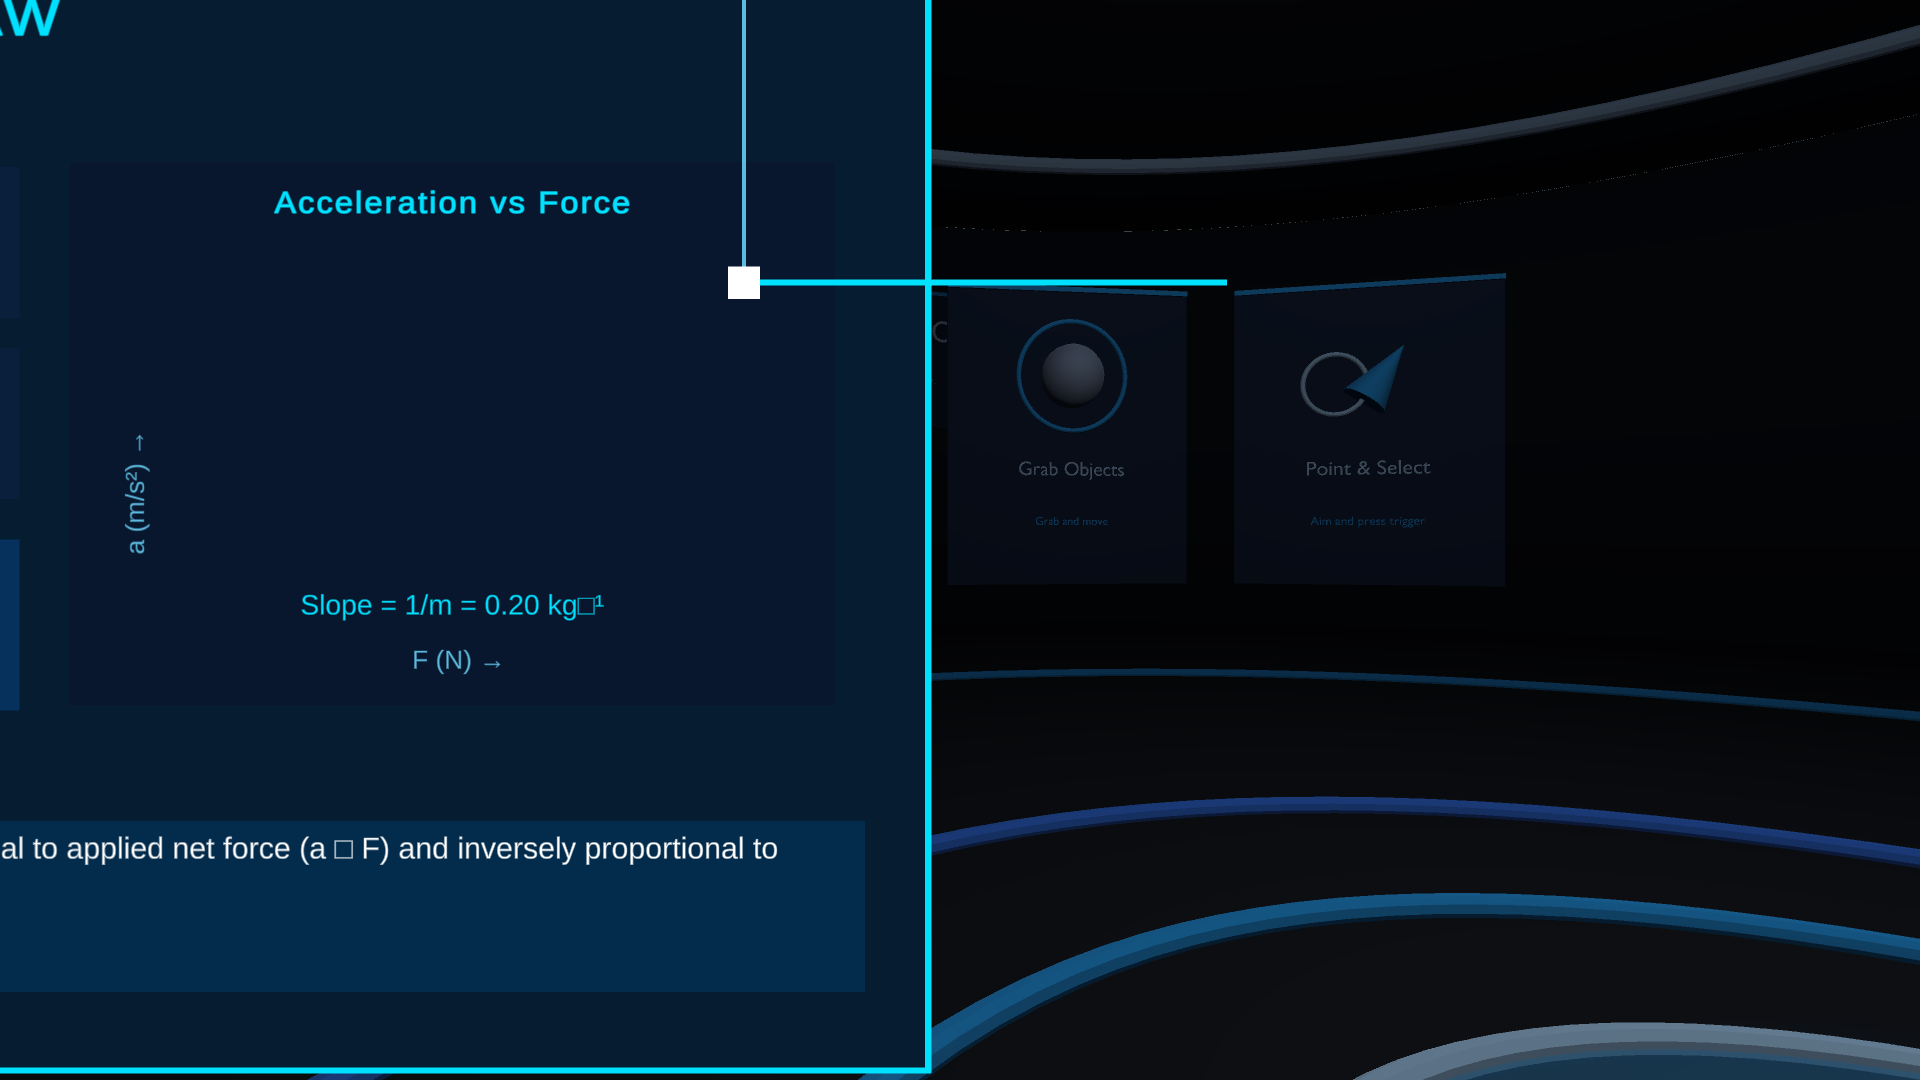 AW
Acceleration vs Force
a (m/s²) →
Slope = 1/m = 0.20 kg□¹
F (N) →
al to applied net force (a □ F) and inversely proportional to
Grab Objects
Grab and move
Point & Select
Aim and press trigger